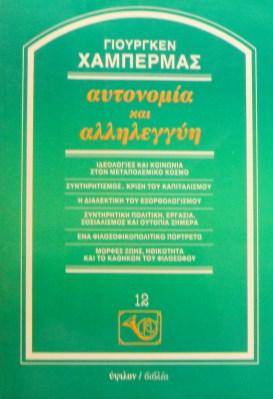 ΓΙΟΥΡΓΚΕΝ
ΧΑΜΠΕΡΜΑΣ
αυτονομία
και
αλληλεγγύη
ΙΔΕΟΛΟΓΙΕΣ ΚΑΙ ΚΟΙΝΩΝΙΑ
ΣΤΟΝ ΜΕΤΑΠΟΛΕΜΙΚΟ ΚΟΣΜΟ
ΣΥΝΤΗΡΗΤΙΣΜΟΣ, ΚΡΙΣΗ ΤΟΥ ΚΑΠΙΤΑΛΙΣΜΟΥ
Η ΔΙΑΛΕΚΤΙΚΗ ΤΟΥ ΕΞΟΡΘΟΛΟΓΙΣΜΟΥ
ΣΥΝΤΗΡΗΤΙΚΗ ΠΟΛΙΤΙΚΗ, ΕΡΓΑΣΙΑ,
ΣΟΣΙΑΛΙΣΜΟΣ ΚΑΙ ΟΥΤΟΠΙΑ ΣΗΜΕΡΑ
ΕΝΑ ΦΙΛΟΣΟΦΙΚΟΠΟΛΙΤΙΚΟ ΠΟΡΤΡΕΤΟ
ΜΟΡΦΕΣ ΖΩΗΣ, ΗΘΙΚΟΤΗΤΑ
ΚΑΙ ΤΟ ΚΑΘΗΚΟΝ ΤΟΥ ΦΙΛΟΣΟΦΟΥ
12
ύψιλον / βιβλία